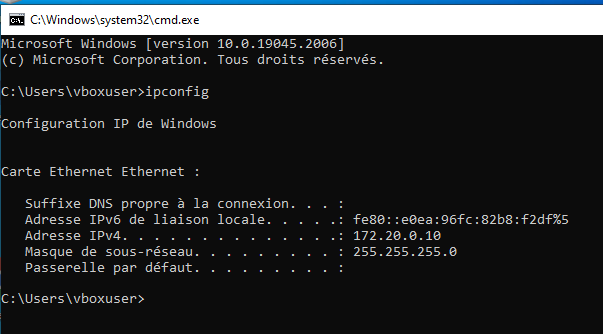 C:\Windows\system32\cmd.exe
Microsoft Windows [version 10.0.19045.2006]
(c) Microsoft Corporation. Tous droits réservés.
C:\Users\vboxuser>ipconfig
Configuration IP de Windows
Carte Ethernet Ethernet :
Suffixe DNS propre à la connexion. . . :
Adresse IPv6 de liaison locale. . . . .: fe80::e0ea:96fc:82b8:f2df%5
Adresse IPv4. . . . . . . . . . . . . .: 172.20.0.10
Masque de sous-réseau. . . . . . . . . : 255.255.255.0
Passerelle par défaut. . . . . . . . . :
C:\Users\vboxuser>